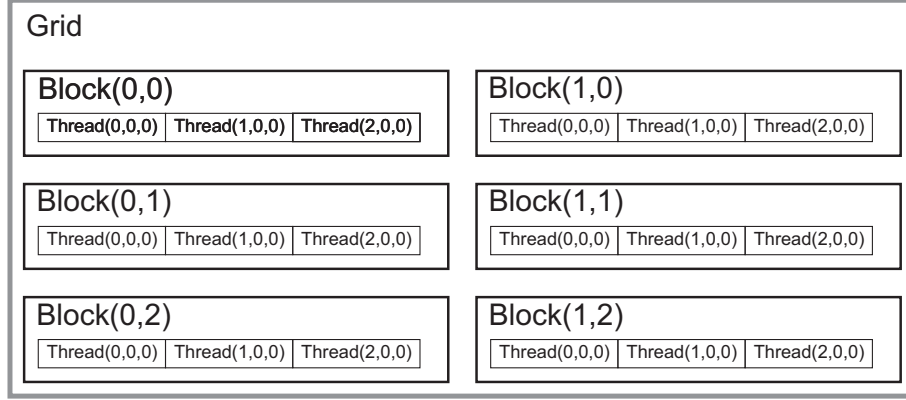 Grid
Block(0,0)
Thread(0,0,0) Thread(1,0,0) Thread(2,0,0)
Block(1,0)
Thread(0,0,0) Thread(1,0,0) Thread(2,0,0)
Block(0,1)
Thread(0,0,0) Thread(1,0,0) Thread(2,0,0)
Block(1,1)
Thread(0,0,0) Thread(1,0,0) Thread(2,0,0)
Block(0,2)
Thread(0,0,0) Thread(1,0,0) Thread(2,0,0)
Block(1,2)
Thread(0,0,0) Thread(1,0,0) Thread(2,0,0)